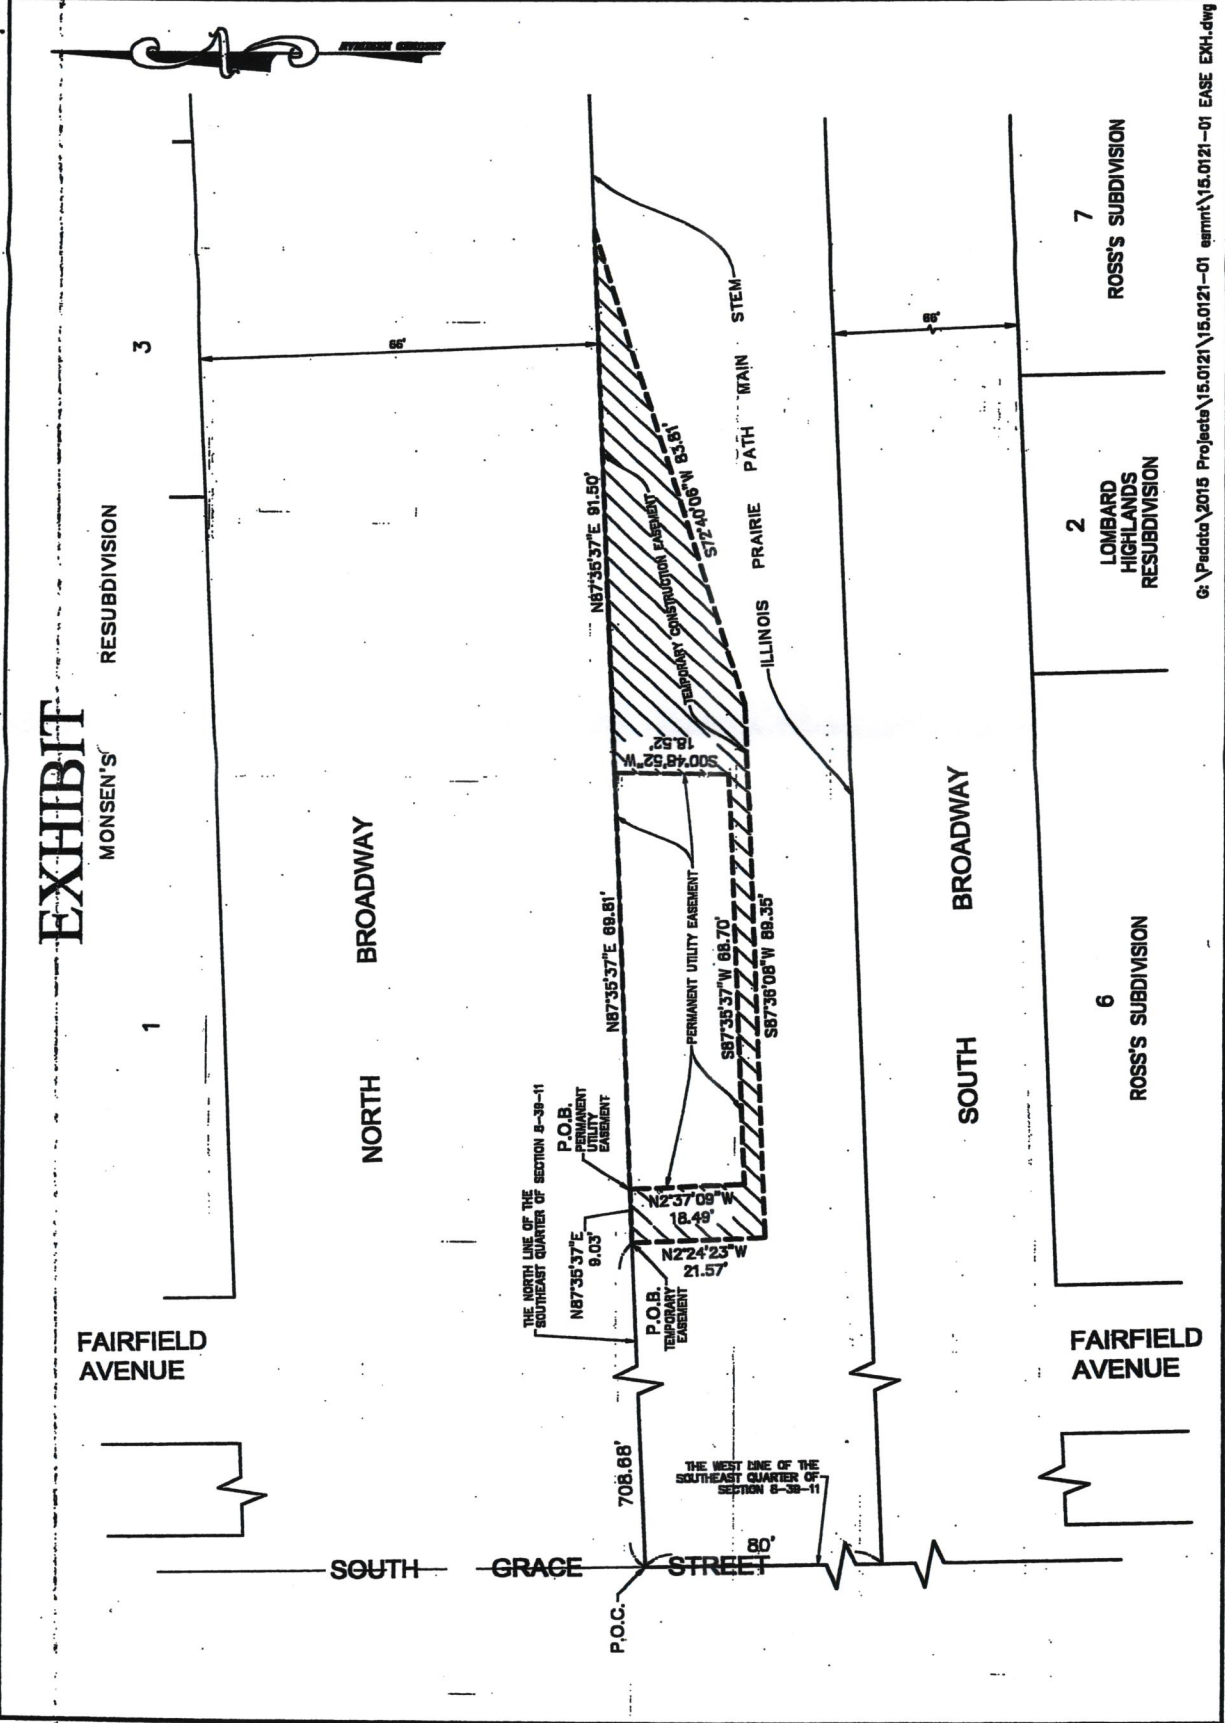 EXHIBIT
MONSEN'S RESUBDIVISION
1
3
NORTH BROADWAY
66'
FAIRFIELD
AVENUE
THE NORTH LINE OF THE
SOUTHEAST QUARTER OF SECTION 8-39-11
N87°35'37"E
9.03'
P.O.B.
PERMANENT
UTILITY
EASEMENT
N87°35'37"E 69.81'
N87°35'37"E 91.50'
P.O.B.
TEMPORARY
EASEMENT
N2°37'09"W
18.49'
N2°24'23"W
21.57'
PERMANENT UTILITY EASEMENT
S00°48'52"W
18.52'
TEMPORARY CONSTRUCTION EASEMENT
S72°40'06"W 83.81'
S87°35'37"W 68.70'
S87°36'08"W 89.35'
ILLINOIS PRAIRIE PATH MAIN STEM
708.68'
P.O.C.
SOUTH GRACE STREET
80'
THE WEST LINE OF THE
SOUTHEAST QUARTER OF
SECTION 8-39-11
66'
SOUTH BROADWAY
FAIRFIELD
AVENUE
6
ROSS'S SUBDIVISION
2
LOMBARD
HIGHLANDS
RESUBDIVISION
7
ROSS'S SUBDIVISION
G:\Psdata\2015 Projects\15.0121\15.0121-01 esmnt\15.0121-01 EASE EXH.dwg